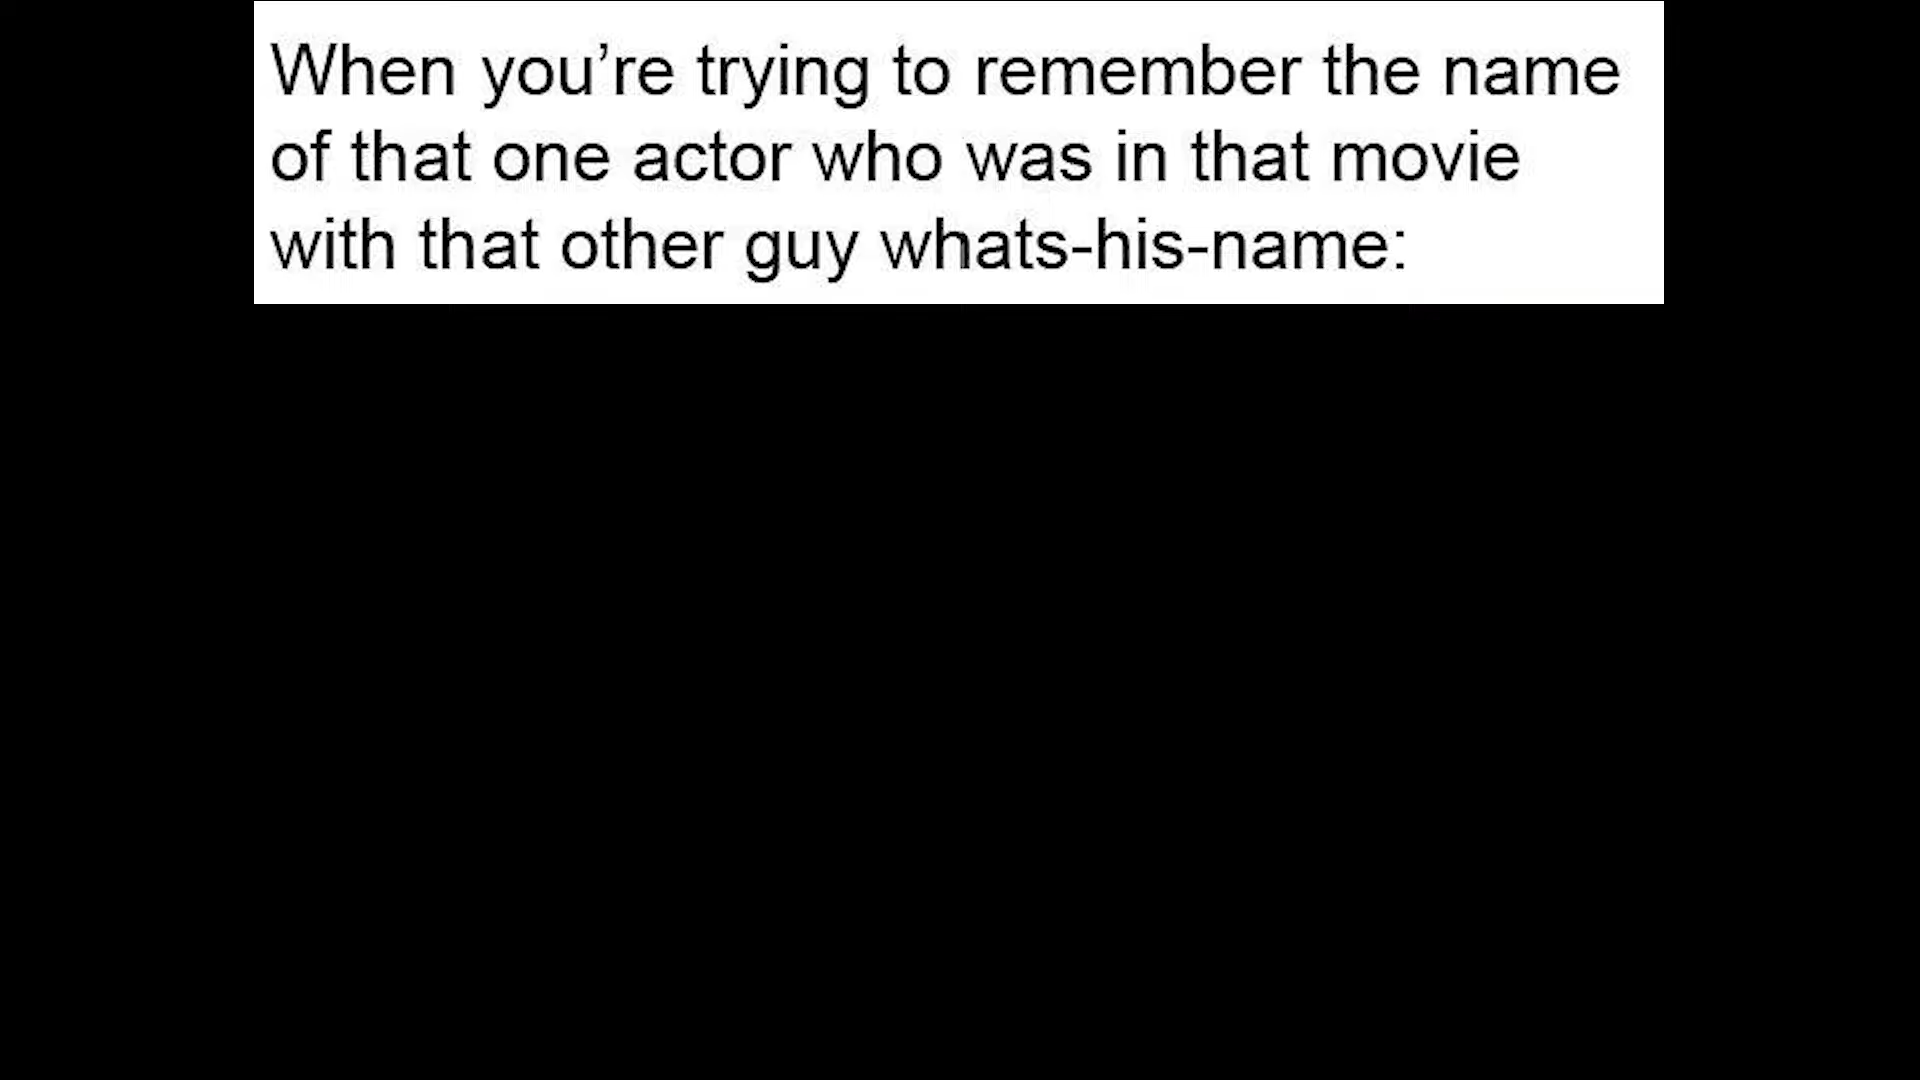 When you’re trying to remember the name
of that one actor who was in that movie
with that other guy whats-his-name: